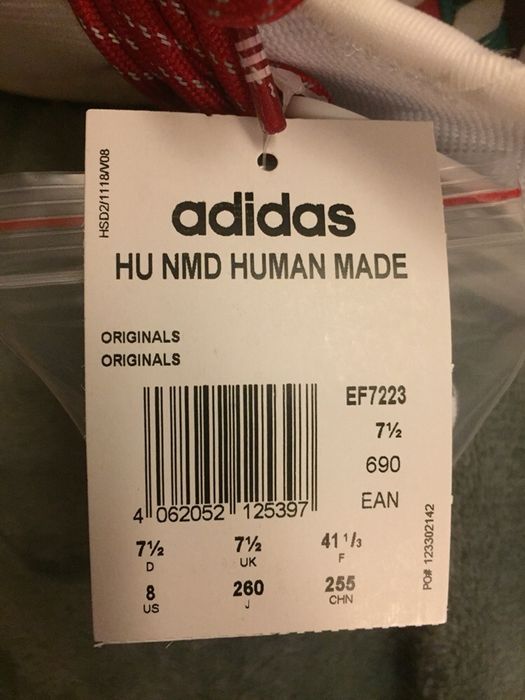 HSD2/1118/V08
adidas
HU NMD HUMAN MADE
ORIGINALS
ORIGINALS
EF7223
7½
690
EAN
4 062052 125397
7½ 7½ 41 1/3
D UK F
8 260 255
US J CHN
PO# 123302142